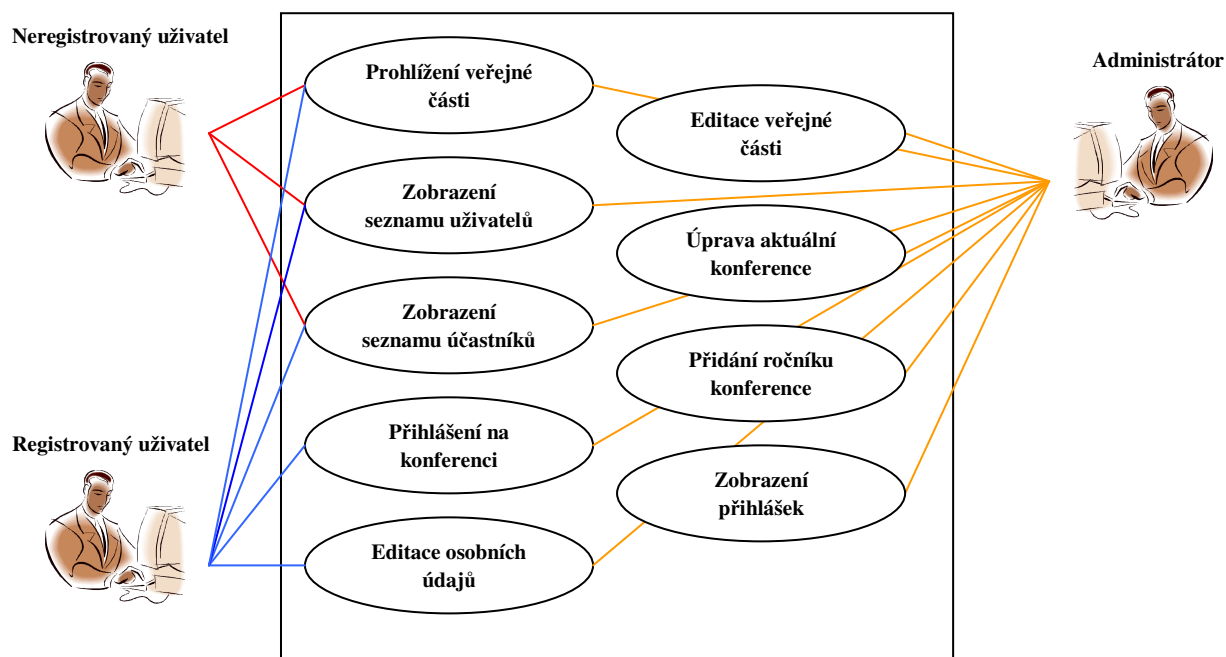 Neregistrovaný uživatel
Prohlížení veřejné
části
Editace veřejné
části
Administrátor
Zobrazení
seznamu uživatelů
Úprava aktuální
konference
Zobrazení
seznamu účastníků
Přidání ročníku
konference
Registrovaný uživatel
Přihlášení na
konferenci
Zobrazení
přihlášek
Editace osobních
údajů